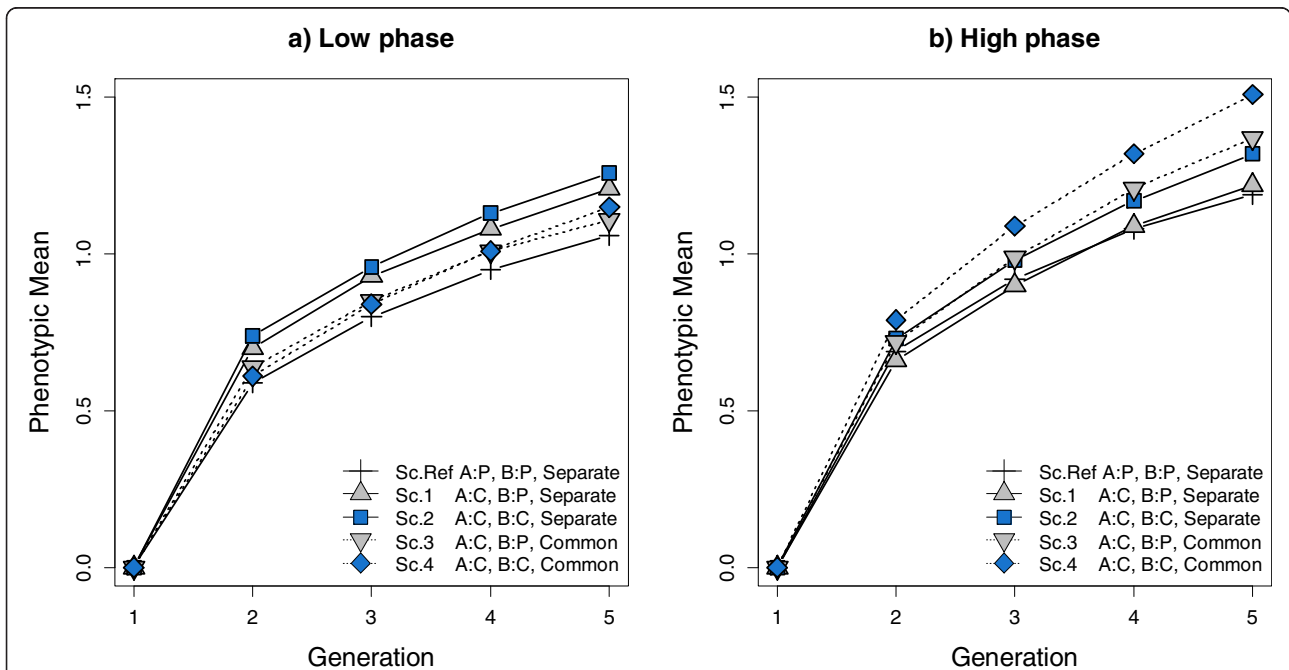 a) Low phase
Phenotypic Mean
1.5
1.0
0.5
0.0
Sc.Ref A:P, B:P, Separate
Sc.1 A:C, B:P, Separate
Sc.2 A:C, B:C, Separate
Sc.3 A:C, B:P, Common
Sc.4 A:C, B:C, Common
1 2 3 4 5
Generation
b) High phase
Phenotypic Mean
1.5
1.0
0.5
0.0
Sc.Ref A:P, B:P, Separate
Sc.1 A:C, B:P, Separate
Sc.2 A:C, B:C, Separate
Sc.3 A:C, B:P, Common
Sc.4 A:C, B:C, Common
1 2 3 4 5
Generation